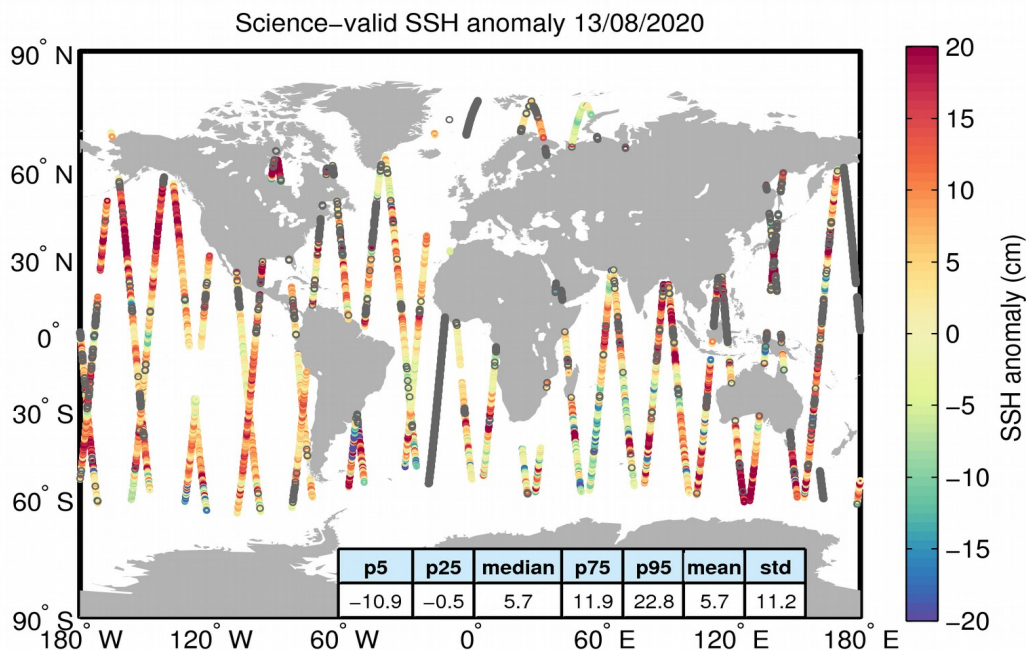 Science−valid SSH anomaly 13/08/2020
90° N
60° N
30° N
0°
30° S
60° S
90° S
180° W
120° W
60° W
0°
60° E
120° E
180° E
p5 p25 median p75 p95 mean std
−10.9 −0.5 5.7 11.9 22.8 5.7 11.2
20
15
10
5
0
−5
−10
−15
−20
SSH anomaly (cm)